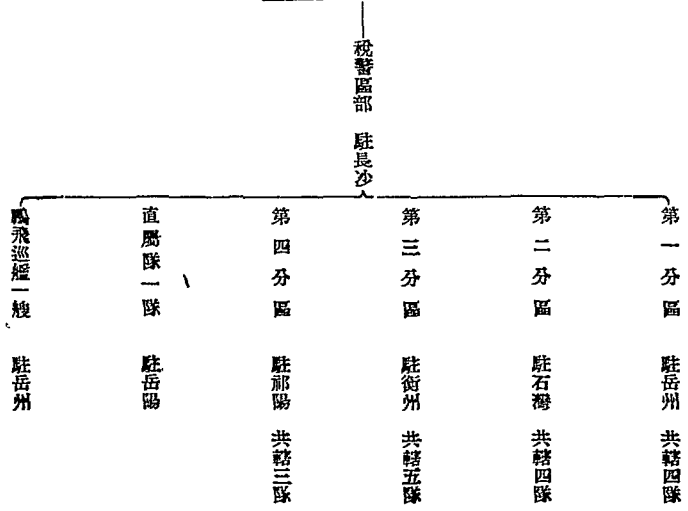 稅警區部　駐長沙
第一分區　駐岳州　共轄四隊
第二分區　駐石灣　共轄四隊
第三分區　駐衡州　共轄五隊
第四分區　駐祁陽　共轄三隊
直屬隊一隊　駐岳陽
飛巡艦一艘　駐岳州